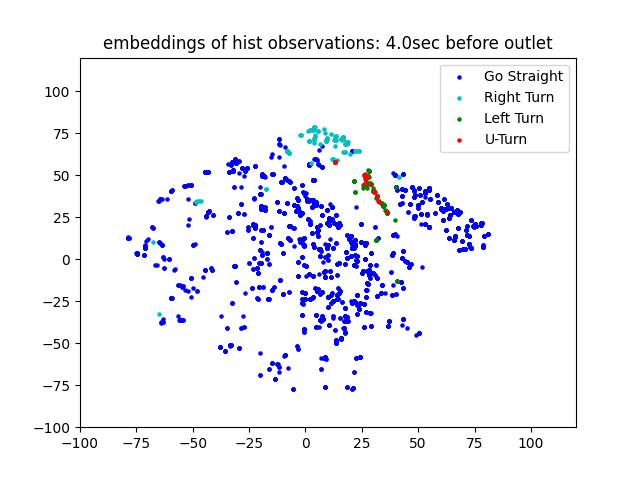 embeddings of hist observations: 4.0sec before outlet
Go Straight
Right Turn
Left Turn
U-Turn
100
75
50
25
0
−25
−50
−75
−100
−100 −75 −50 −25 0 25 50 75 100